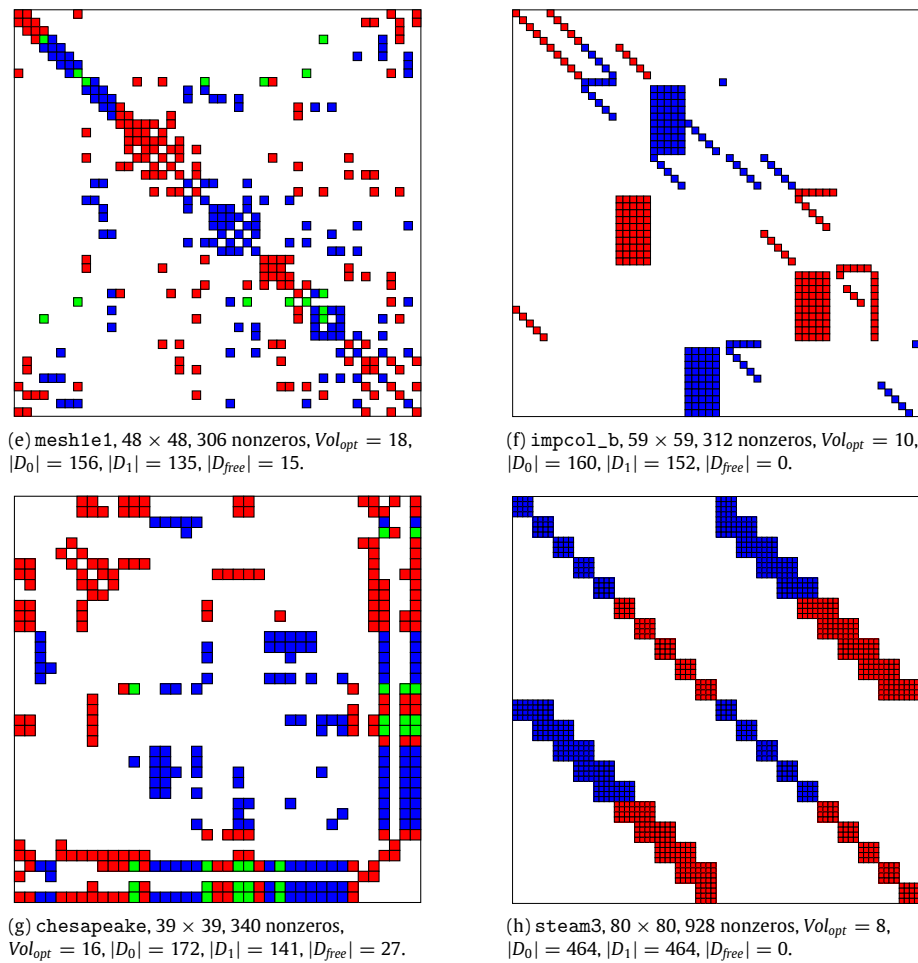 (e) mesh1e1, 48 × 48, 306 nonzeros, Vol_opt = 18,
|D_0| = 156, |D_1| = 135, |D_free| = 15.
(f) impcol_b, 59 × 59, 312 nonzeros, Vol_opt = 10,
|D_0| = 160, |D_1| = 152, |D_free| = 0.
(g) chesapeake, 39 × 39, 340 nonzeros,
Vol_opt = 16, |D_0| = 172, |D_1| = 141, |D_free| = 27.
(h) steam3, 80 × 80, 928 nonzeros, Vol_opt = 8,
|D_0| = 464, |D_1| = 464, |D_free| = 0.